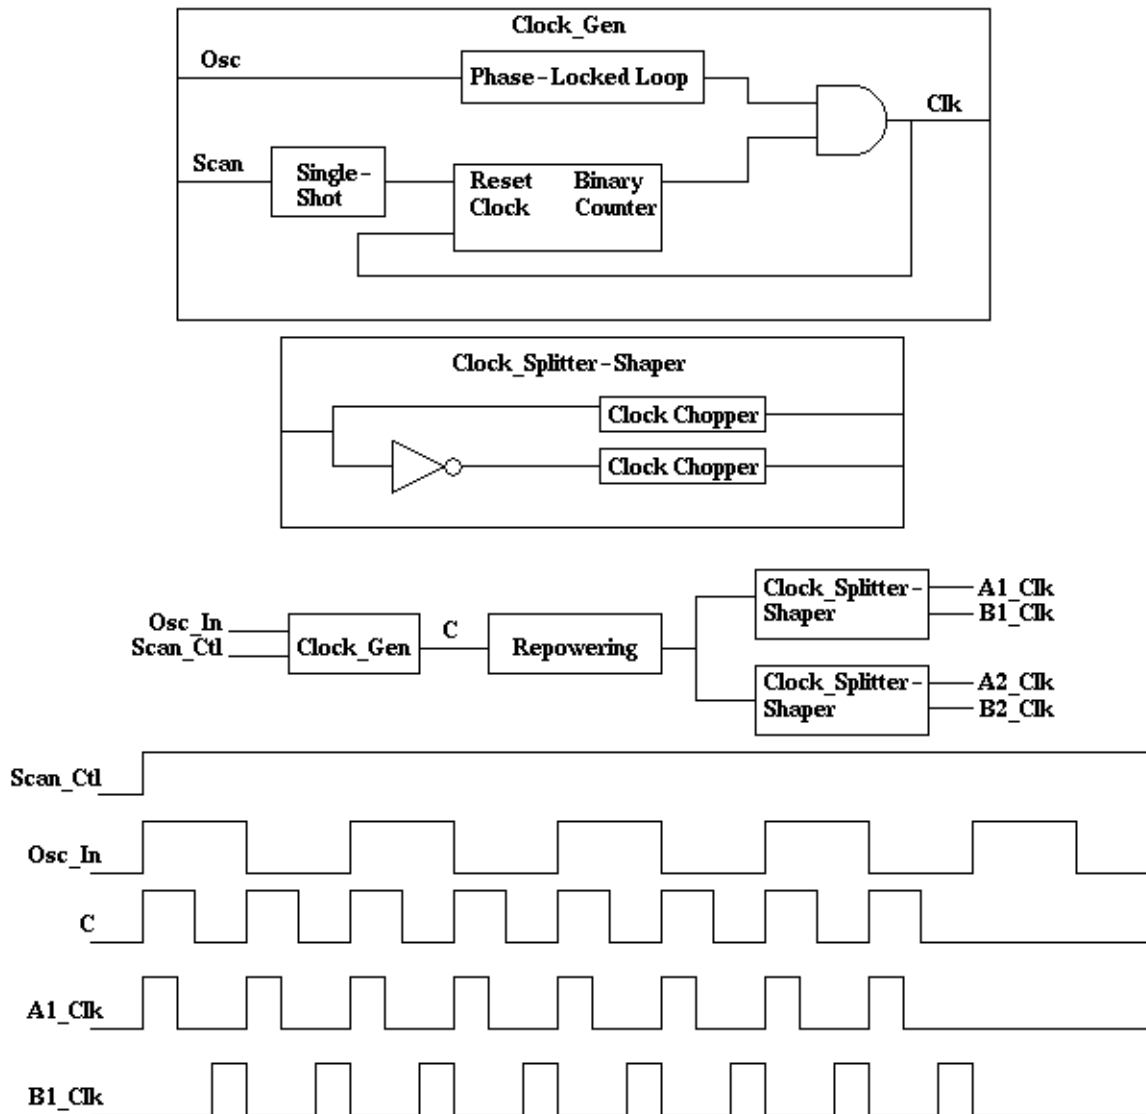 Clock_Gen
Osc
Phase-Locked Loop
Clk
Scan
Single-
Shot
Reset Binary
Clock Counter
Clock_Splitter-Shaper
Clock Chopper
Clock Chopper
Osc_In
Scan_Ctl
Clock_Gen
C
Repowering
Clock_Splitter-
Shaper
A1_Clk
B1_Clk
Clock_Splitter-
Shaper
A2_Clk
B2_Clk
Scan_Ctl
Osc_In
C
A1_Clk
B1_Clk